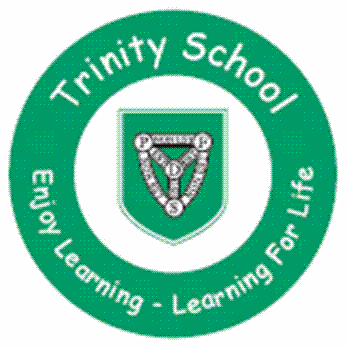 Trinity School
P F
D
S
Enjoy Learning - Learning For Life